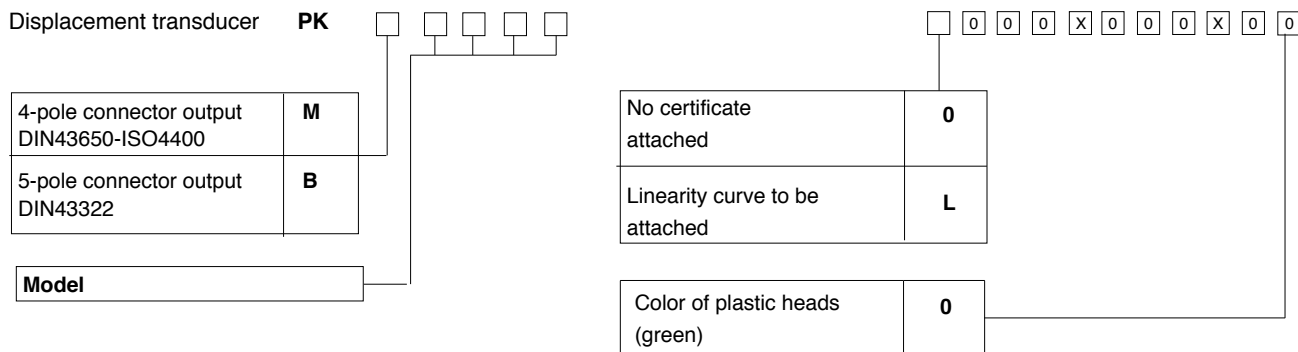 Displacement transducer PK
0 0 0 X 0 0 0 X 0 0
4-pole connector output M
DIN43650-ISO4400
5-pole connector output B
DIN43322
Model
No certificate 0
attached
Linearity curve to be L
attached
Color of plastic heads 0
(green)